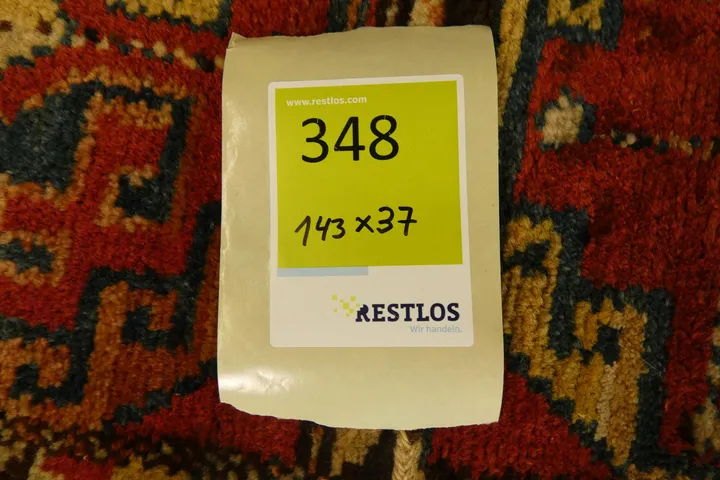 www.restlos.com
348
143 x 37
RESTLOS
Wir handeln.